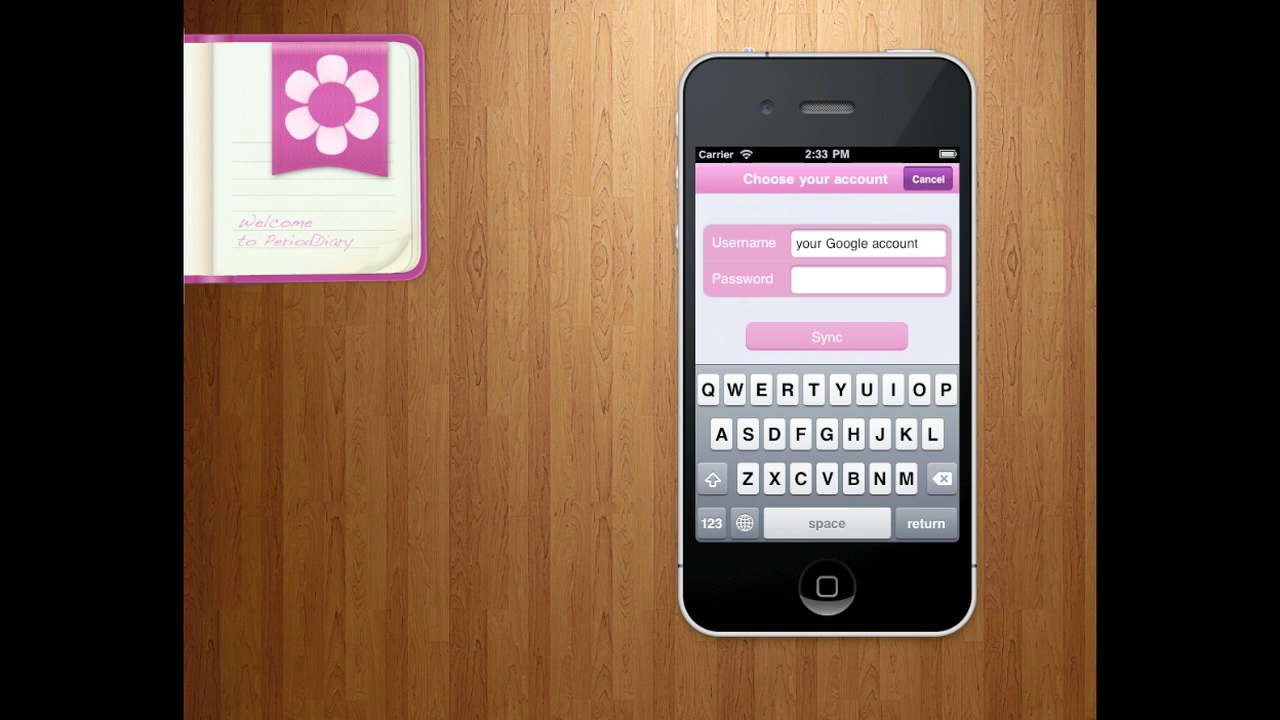 Welcome
to PeriodDiary
Carrier 2:33 PM
Choose your account Cancel
Username your Google account
Password
Sync
Q W E R T Y U I O P
A S D F G H J K L
Z X C V B N M
123 space return